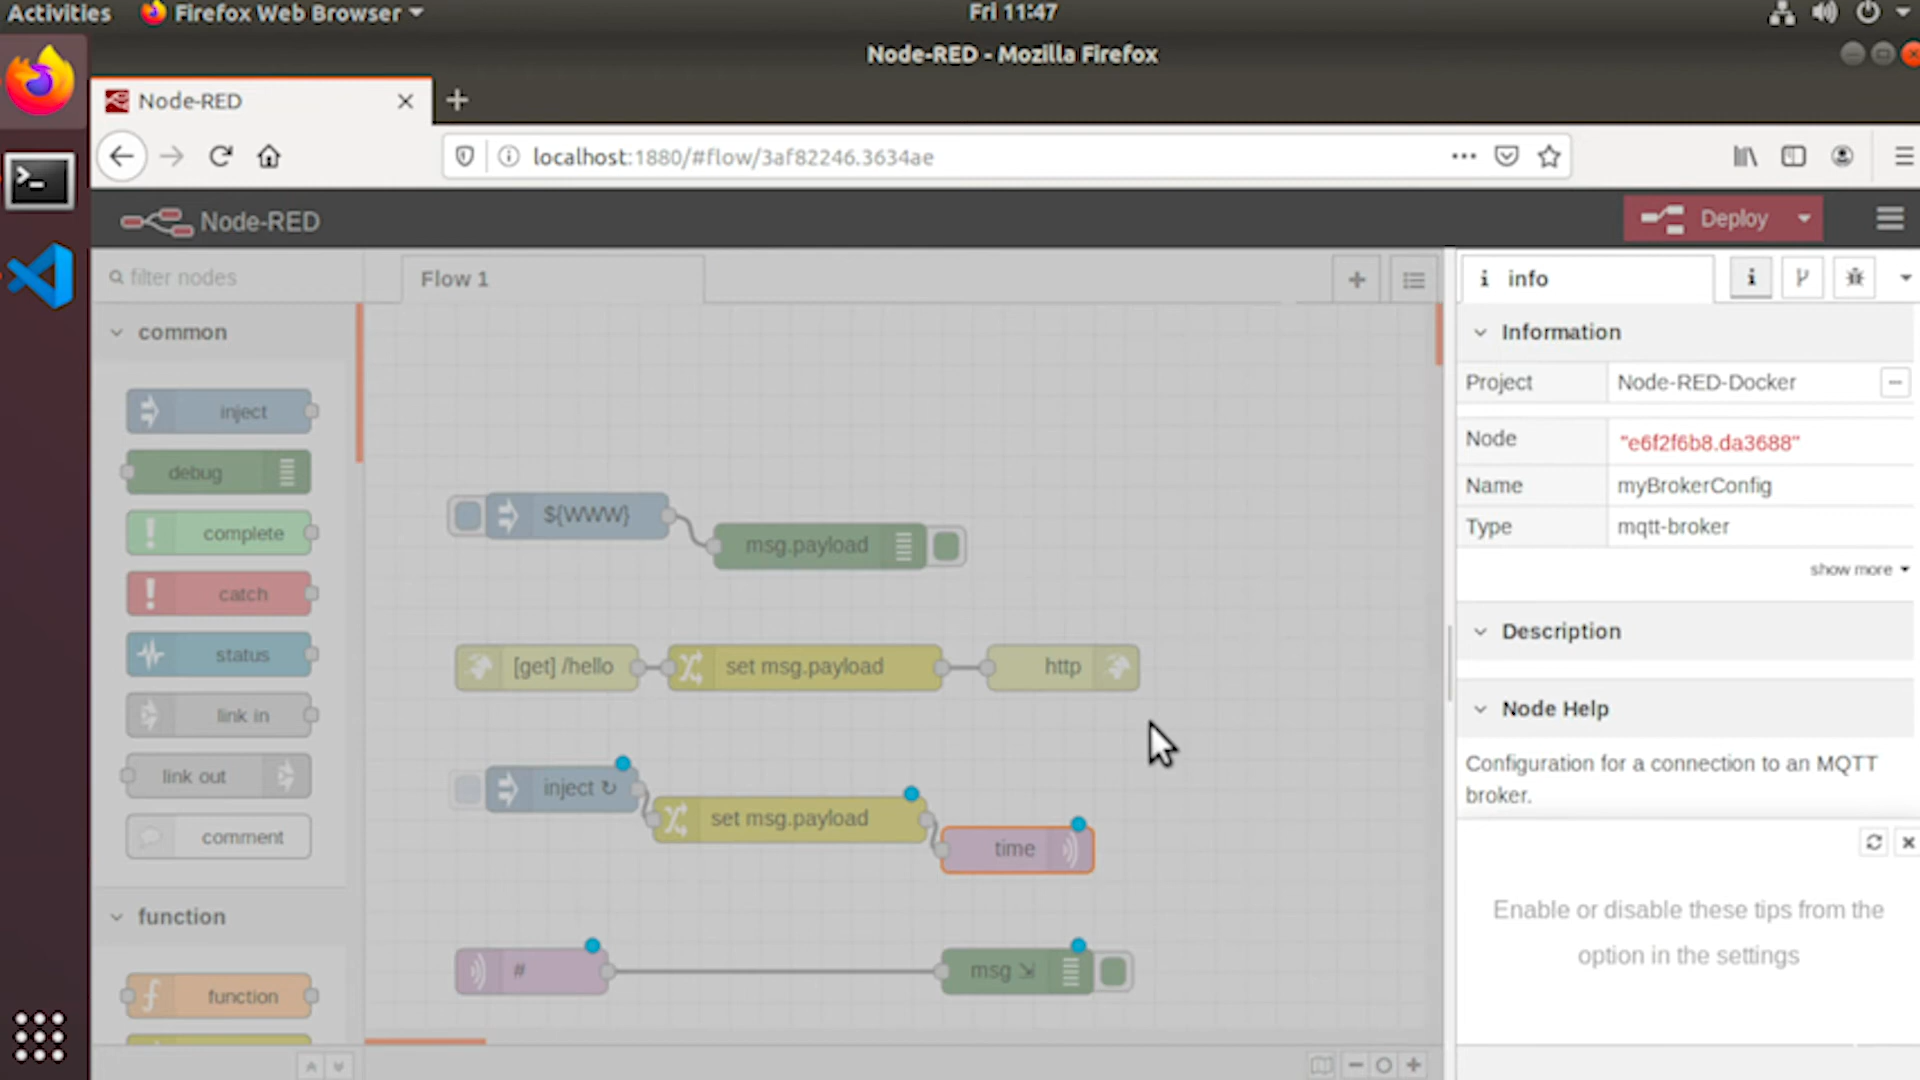 Activities
Firefox Web Browser
Fri 11:47
Node-RED - Mozilla Firefox
Node-RED
localhost:1880/#flow/3af82246.3634ae
Node-RED
Deploy
filter nodes
Flow 1
info
common
inject
debug
complete
catch
status
link in
link out
comment
function
function
${WWW}
msg.payload
[get] /hello
set msg.payload
http
inject ↻
set msg.payload
time
#
msg
Information
Project
Node-RED-Docker
Node
"e6f2f6b8.da3688"
Name
myBrokerConfig
Type
mqtt-broker
show more
Description
Node Help
Configuration for a connection to an MQTT
broker.
Enable or disable these tips from the
option in the settings